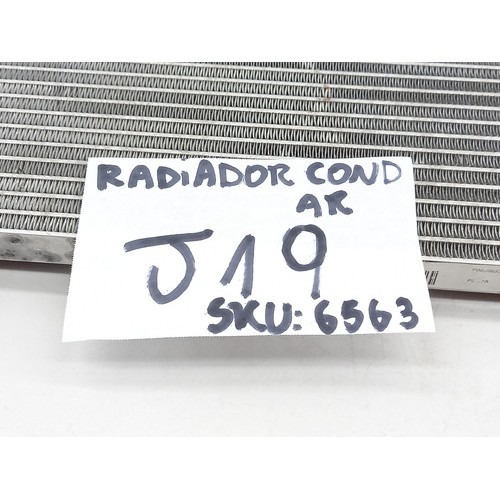 RADiADOR COND
AR
J19
SKU: 6563